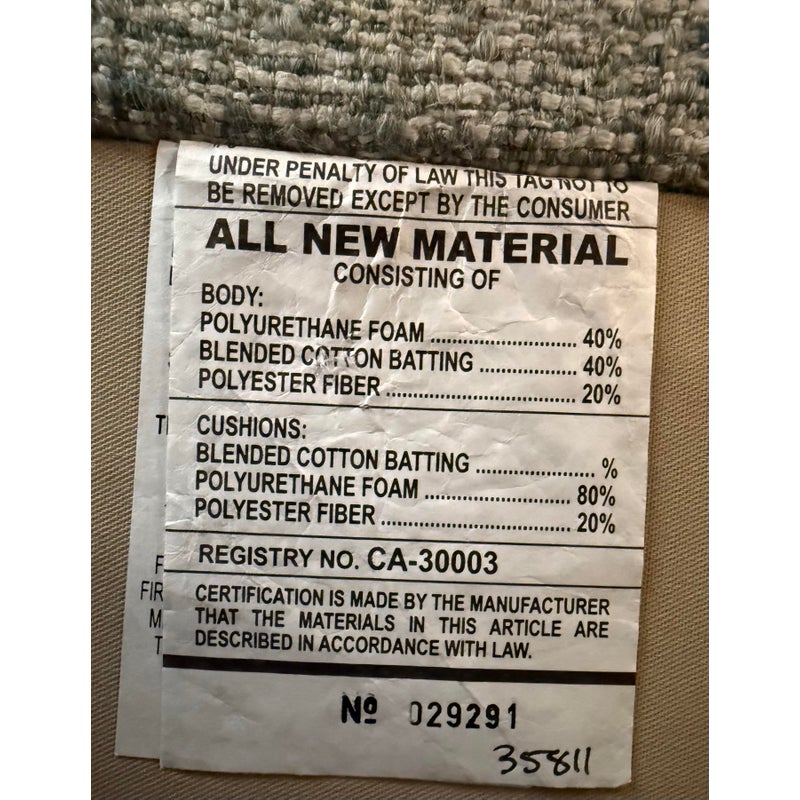 UNDER PENALTY OF LAW THIS TAG NOT TO
BE REMOVED EXCEPT BY THE CONSUMER
ALL NEW MATERIAL
CONSISTING OF
BODY:
POLYURETHANE FOAM ........................... 40%
BLENDED COTTON BATTING .................. 40%
POLYESTER FIBER ................................... 20%
CUSHIONS:
BLENDED COTTON BATTING ...................... %
POLYURETHANE FOAM ........................... 80%
POLYESTER FIBER ................................... 20%
REGISTRY NO. CA-30003
CERTIFICATION IS MADE BY THE MANUFACTURER
THAT THE MATERIALS IN THIS ARTICLE ARE
DESCRIBED IN ACCORDANCE WITH LAW.
Nº 029291
35811